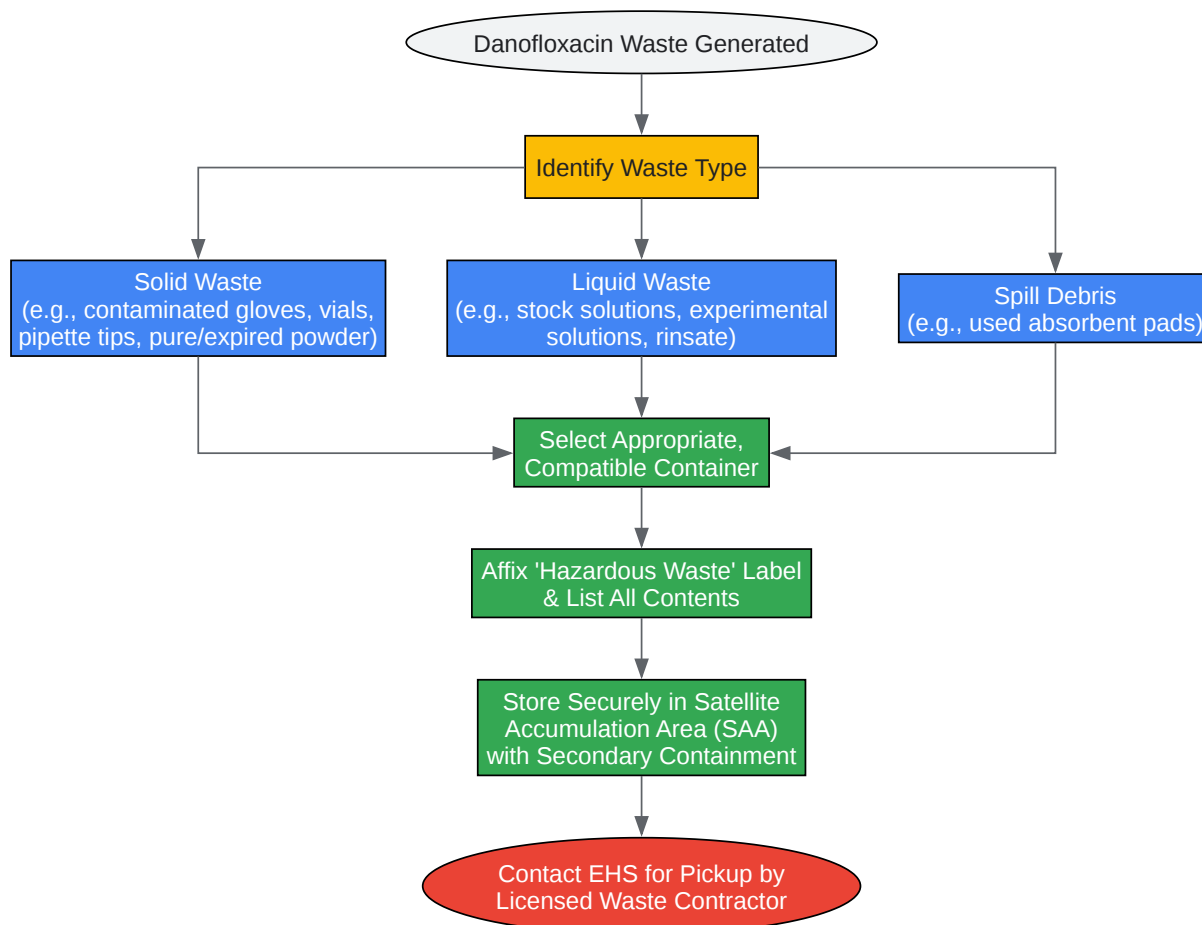 Danofloxacin Waste Generated
Identify Waste Type
Solid Waste
(e.g., contaminated gloves, vials,
pipette tips, pure/expired powder)
Liquid Waste
(e.g., stock solutions, experimental
solutions, rinsate)
Spill Debris
(e.g., used absorbent pads)
Select Appropriate,
Compatible Container
Affix 'Hazardous Waste' Label
& List All Contents
Store Securely in Satellite
Accumulation Area (SAA)
with Secondary Containment
Contact EHS for Pickup by
Licensed Waste Contractor